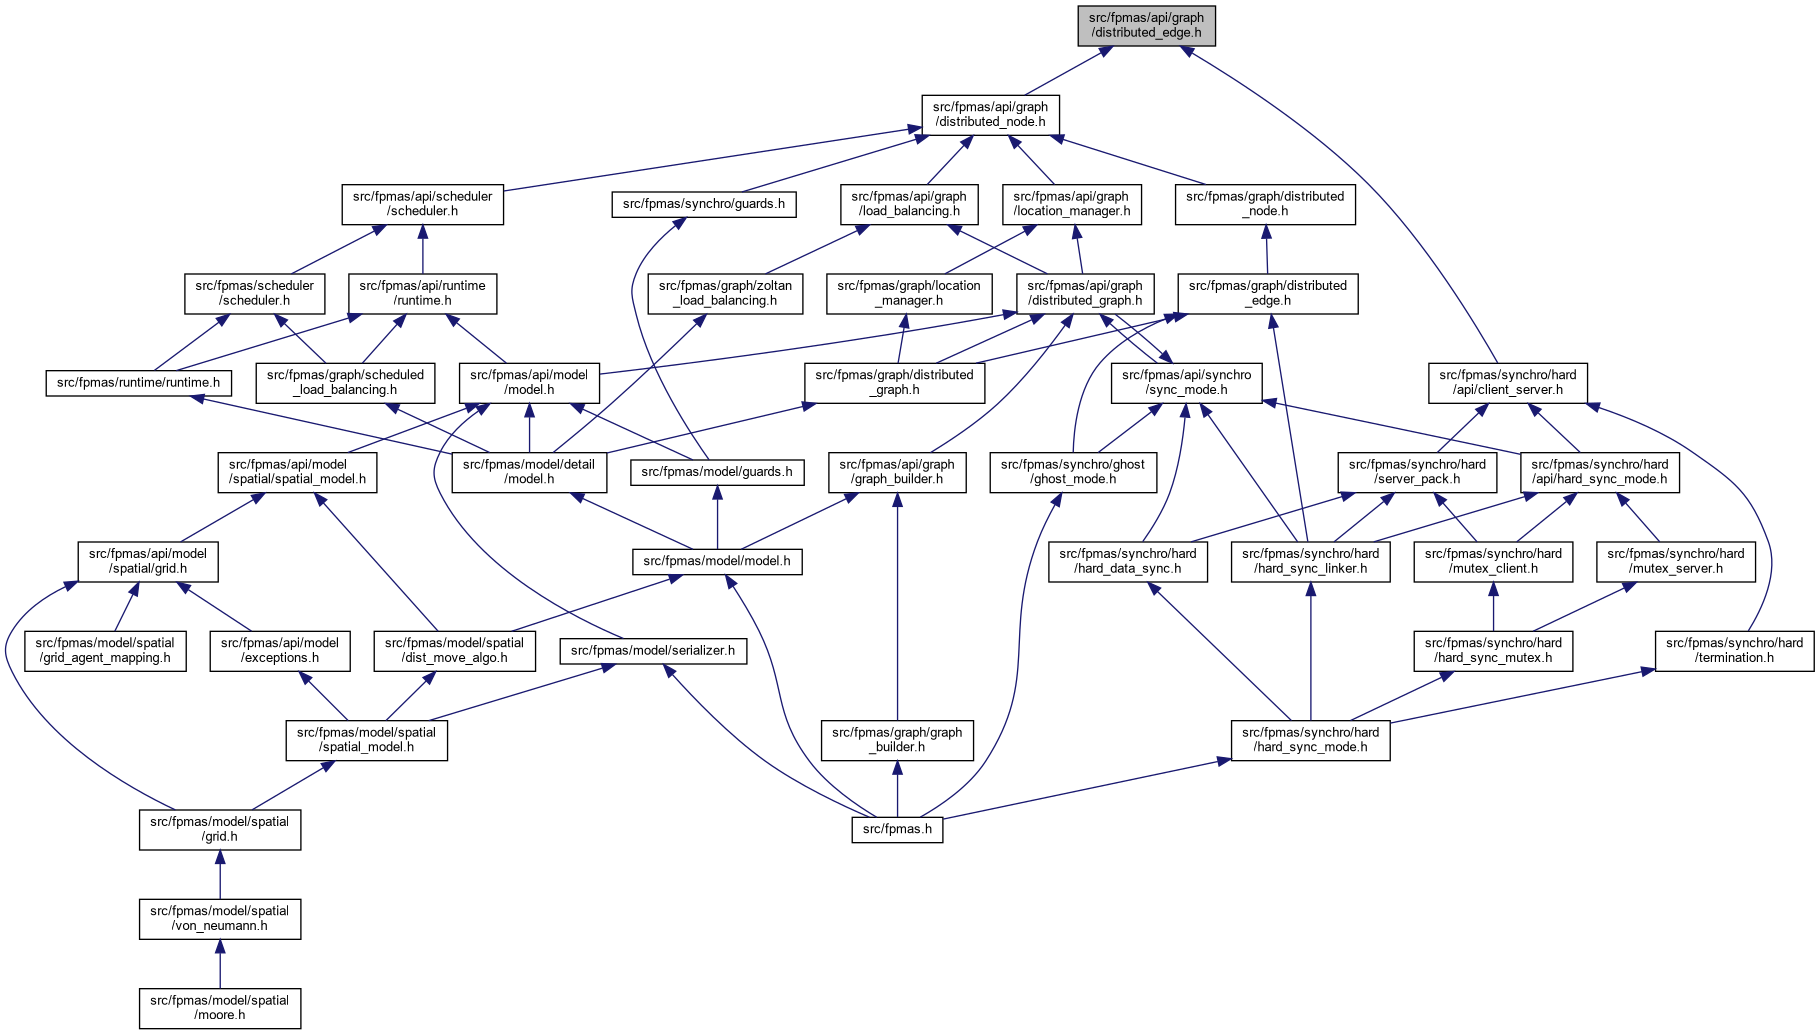 src/fpmas/api/graph
/distributed_edge.h
src/fpmas/api/graph
/distributed_node.h
src/fpmas/api/scheduler
/scheduler.h
src/fpmas/synchro/guards.h
src/fpmas/api/graph
/load_balancing.h
src/fpmas/api/graph
/location_manager.h
src/fpmas/graph/distributed
_node.h
src/fpmas/scheduler
/scheduler.h
src/fpmas/api/runtime
/runtime.h
src/fpmas/graph/zoltan
_load_balancing.h
src/fpmas/graph/location
_manager.h
src/fpmas/api/graph
/distributed_graph.h
src/fpmas/graph/distributed
_edge.h
src/fpmas/runtime/runtime.h
src/fpmas/graph/scheduled
_load_balancing.h
src/fpmas/api/model
/model.h
src/fpmas/graph/distributed
_graph.h
src/fpmas/api/synchro
/sync_mode.h
src/fpmas/synchro/hard
/api/client_server.h
src/fpmas/api/model
/spatial/spatial_model.h
src/fpmas/model/detail
/model.h
src/fpmas/model/guards.h
src/fpmas/api/graph
/graph_builder.h
src/fpmas/synchro/ghost
/ghost_mode.h
src/fpmas/synchro/hard
/server_pack.h
src/fpmas/synchro/hard
/api/hard_sync_mode.h
src/fpmas/api/model
/spatial/grid.h
src/fpmas/model/model.h
src/fpmas/synchro/hard
/hard_data_sync.h
src/fpmas/synchro/hard
/hard_sync_linker.h
src/fpmas/synchro/hard
/mutex_client.h
src/fpmas/synchro/hard
/mutex_server.h
src/fpmas/model/spatial
/grid_agent_mapping.h
src/fpmas/api/model
/exceptions.h
src/fpmas/model/spatial
/dist_move_algo.h
src/fpmas/model/serializer.h
src/fpmas/synchro/hard
/hard_sync_mutex.h
src/fpmas/synchro/hard
/termination.h
src/fpmas/model/spatial
/spatial_model.h
src/fpmas/graph/graph
_builder.h
src/fpmas/synchro/hard
/hard_sync_mode.h
src/fpmas/model/spatial
/grid.h
src/fpmas.h
src/fpmas/model/spatial
/von_neumann.h
src/fpmas/model/spatial
/moore.h